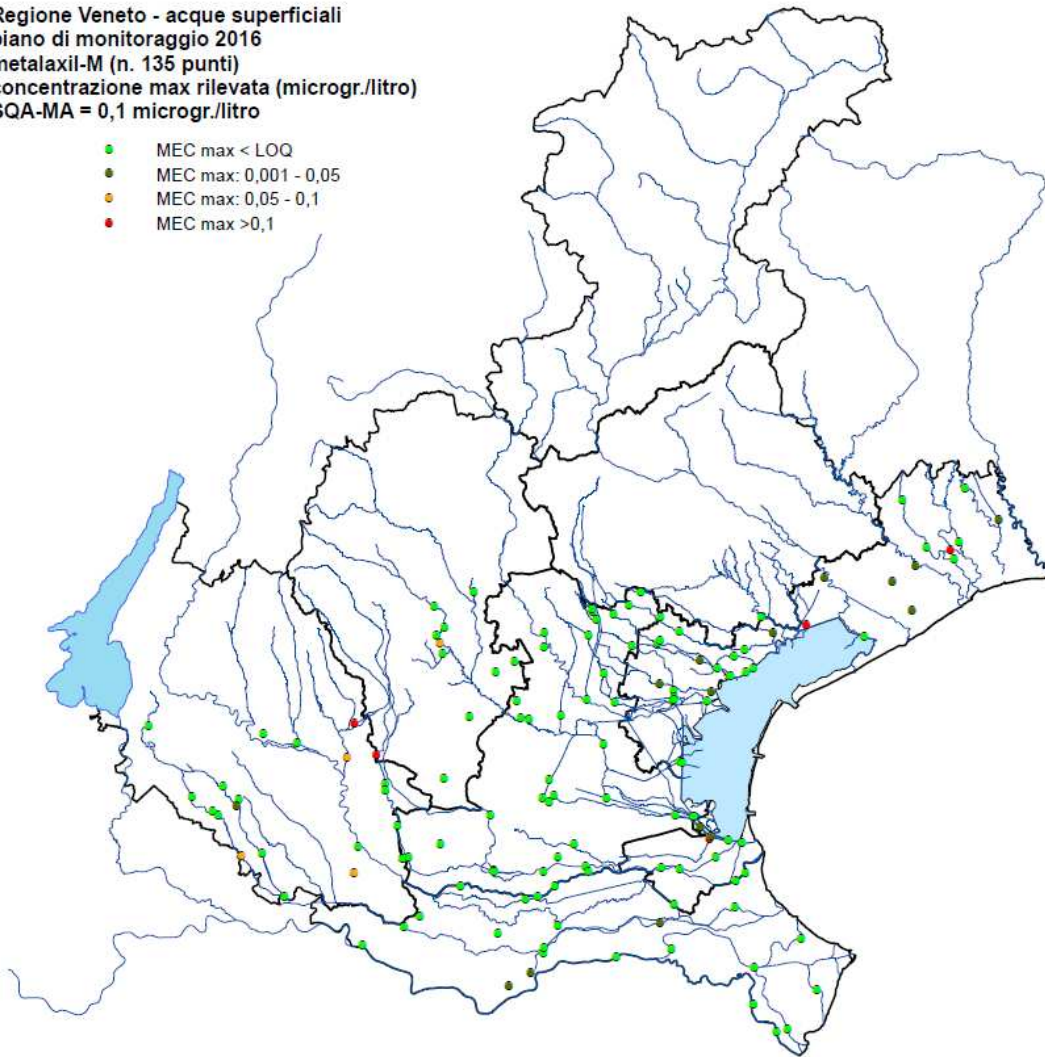 Regione Veneto - acque superficiali
piano di monitoraggio 2016
metalaxil-M (n. 135 punti)
concentrazione max rilevata (microgr./litro)
SQA-MA = 0,1 microgr./litro
MEC max < LOQ
MEC max: 0,001 - 0,05
MEC max: 0,05 - 0,1
MEC max >0,1